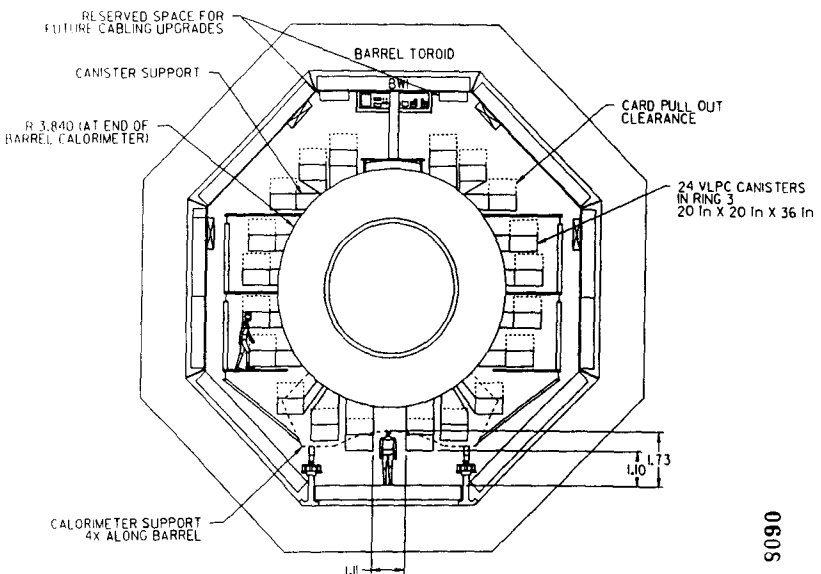 RESERVED SPACE FOR
FUTURE CABLING UPGRADES
BARREL TOROID
CANISTER SUPPORT
BW1
CARD PULL OUT
CLEARANCE
R 3.840 (AT END OF
BARREL CALORIMETER)
24 VLPC CANISTERS
IN RING 3
20 in X 20 in X 36 in
1.73
1.10
CALORIMETER SUPPORT
4X ALONG BARREL
1.11
S090